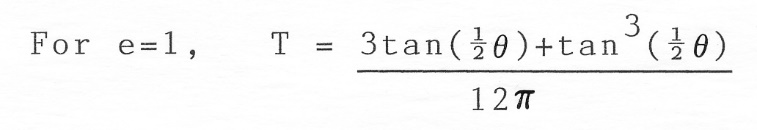 For e=1, T = 3tan(½θ)+tan³(½θ)
12π